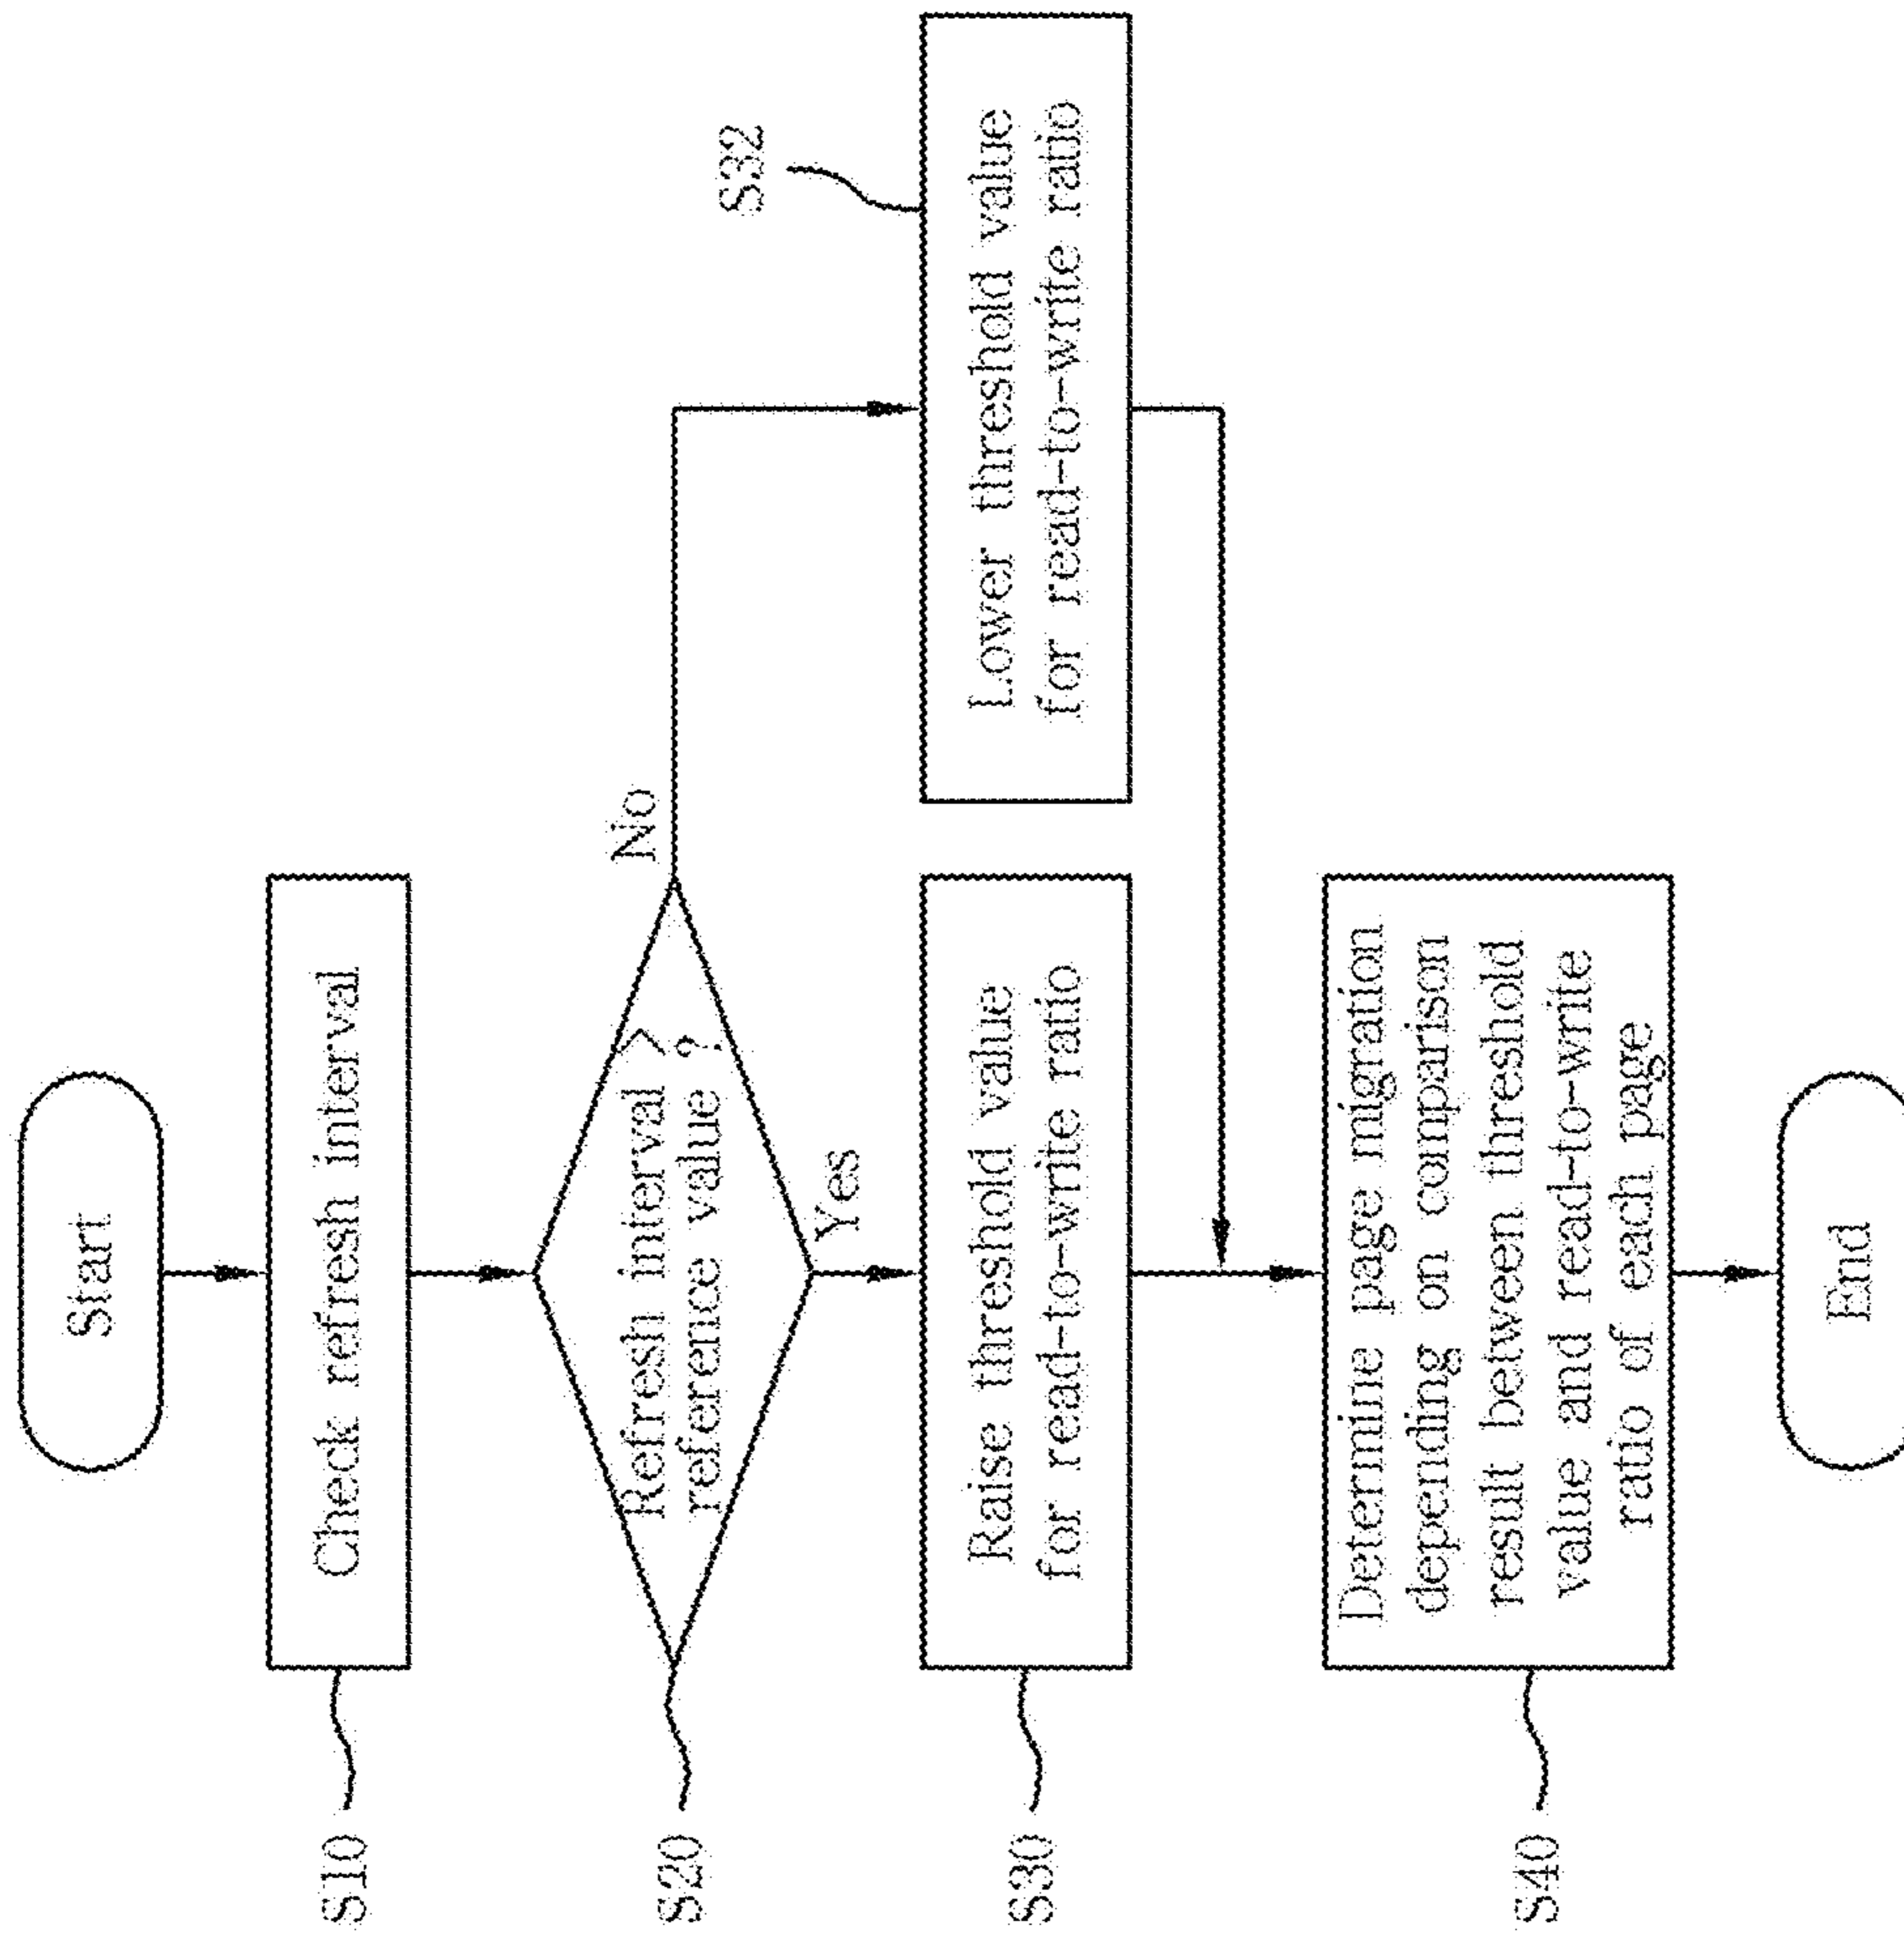 Start
S10
Check refresh interval
S20
Refresh interval >
reference value ?
No
Yes
S30
Raise threshold value
for read-to-write ratio
S32
Lower threshold value
for read-to-write ratio
S40
Determine page migration
depending on comparison
result between threshold
value and read-to-write
ratio of each page
End